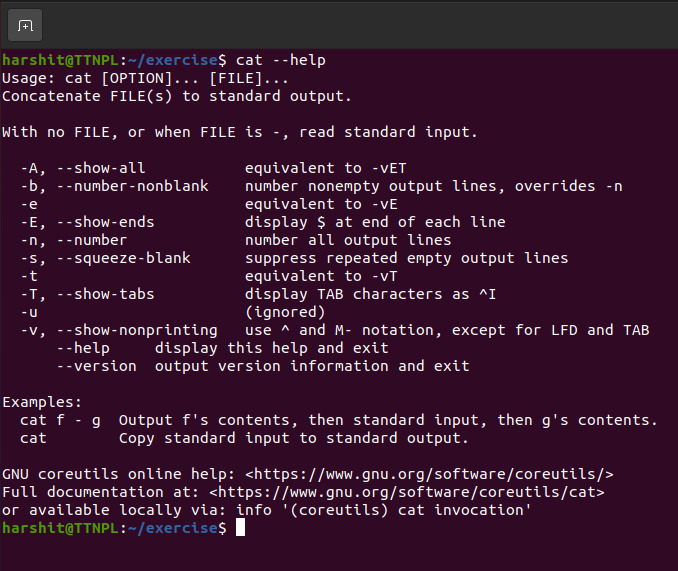 harshit@TTNPL:~/exercise$ cat --help
Usage: cat [OPTION]... [FILE]...
Concatenate FILE(s) to standard output.

With no FILE, or when FILE is -, read standard input.

  -A, --show-all           equivalent to -vET
  -b, --number-nonblank    number nonempty output lines, overrides -n
  -e                       equivalent to -vE
  -E, --show-ends          display $ at end of each line
  -n, --number             number all output lines
  -s, --squeeze-blank      suppress repeated empty output lines
  -t                       equivalent to -vT
  -T, --show-tabs          display TAB characters as ^I
  -u                       (ignored)
  -v, --show-nonprinting   use ^ and M- notation, except for LFD and TAB
      --help     display this help and exit
      --version  output version information and exit

Examples:
  cat f - g  Output f's contents, then standard input, then g's contents.
  cat        Copy standard input to standard output.

GNU coreutils online help: <https://www.gnu.org/software/coreutils/>
Full documentation at: <https://www.gnu.org/software/coreutils/cat>
or available locally via: info '(coreutils) cat invocation'
harshit@TTNPL:~/exercise$